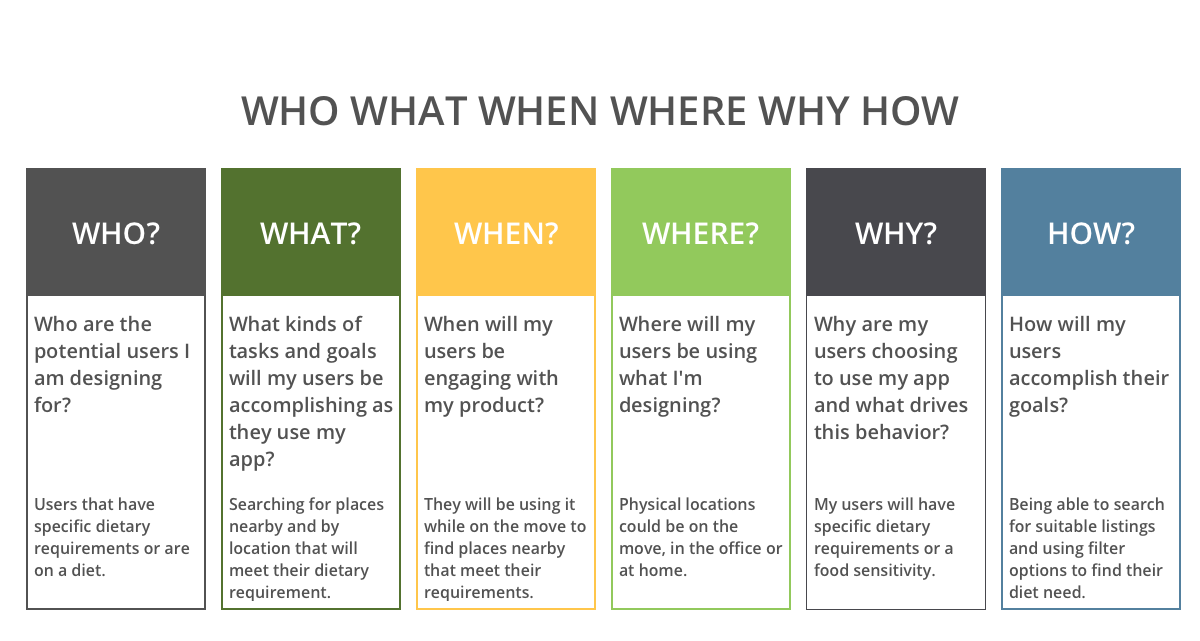 WHO WHAT WHEN WHERE WHY HOW
WHO?
Who are the
potential users I
am designing
for?
Users that have
specific dietary
requirements or are
on a diet.
WHAT?
What kinds of
tasks and goals
will my users be
accomplishing as
they use my
app?
Searching for places
nearby and by
location that will
meet their dietary
requirement.
WHEN?
When will my
users be
engaging with
my product?
They will be using it
while on the move to
find places nearby
that meet their
requirements.
WHERE?
Where will my
users be using
what I'm
designing?
Physical locations
could be on the
move, in the office or
at home.
WHY?
Why are my
users choosing
to use my app
and what drives
this behavior?
My users will have
specific dietary
requirements or a
food sensitivity.
HOW?
How will my
users
accomplish their
goals?
Being able to search
for suitable listings
and using filter
options to find their
diet need.